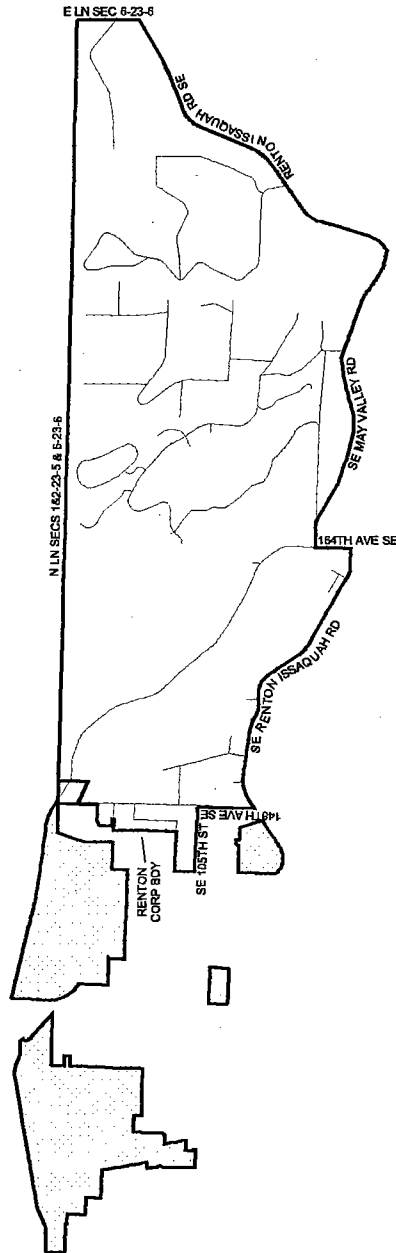 E LN SEC 6-23-6
RENTON ISSAQUAH RD SE
N LN SECS 1&2-23-5 & 6-23-6
SE MAY VALLEY RD
164TH AVE SE
SE RENTON ISSAQUAH RD
148TH AVE SE
SE 105TH ST
RENTON
CORP BDY